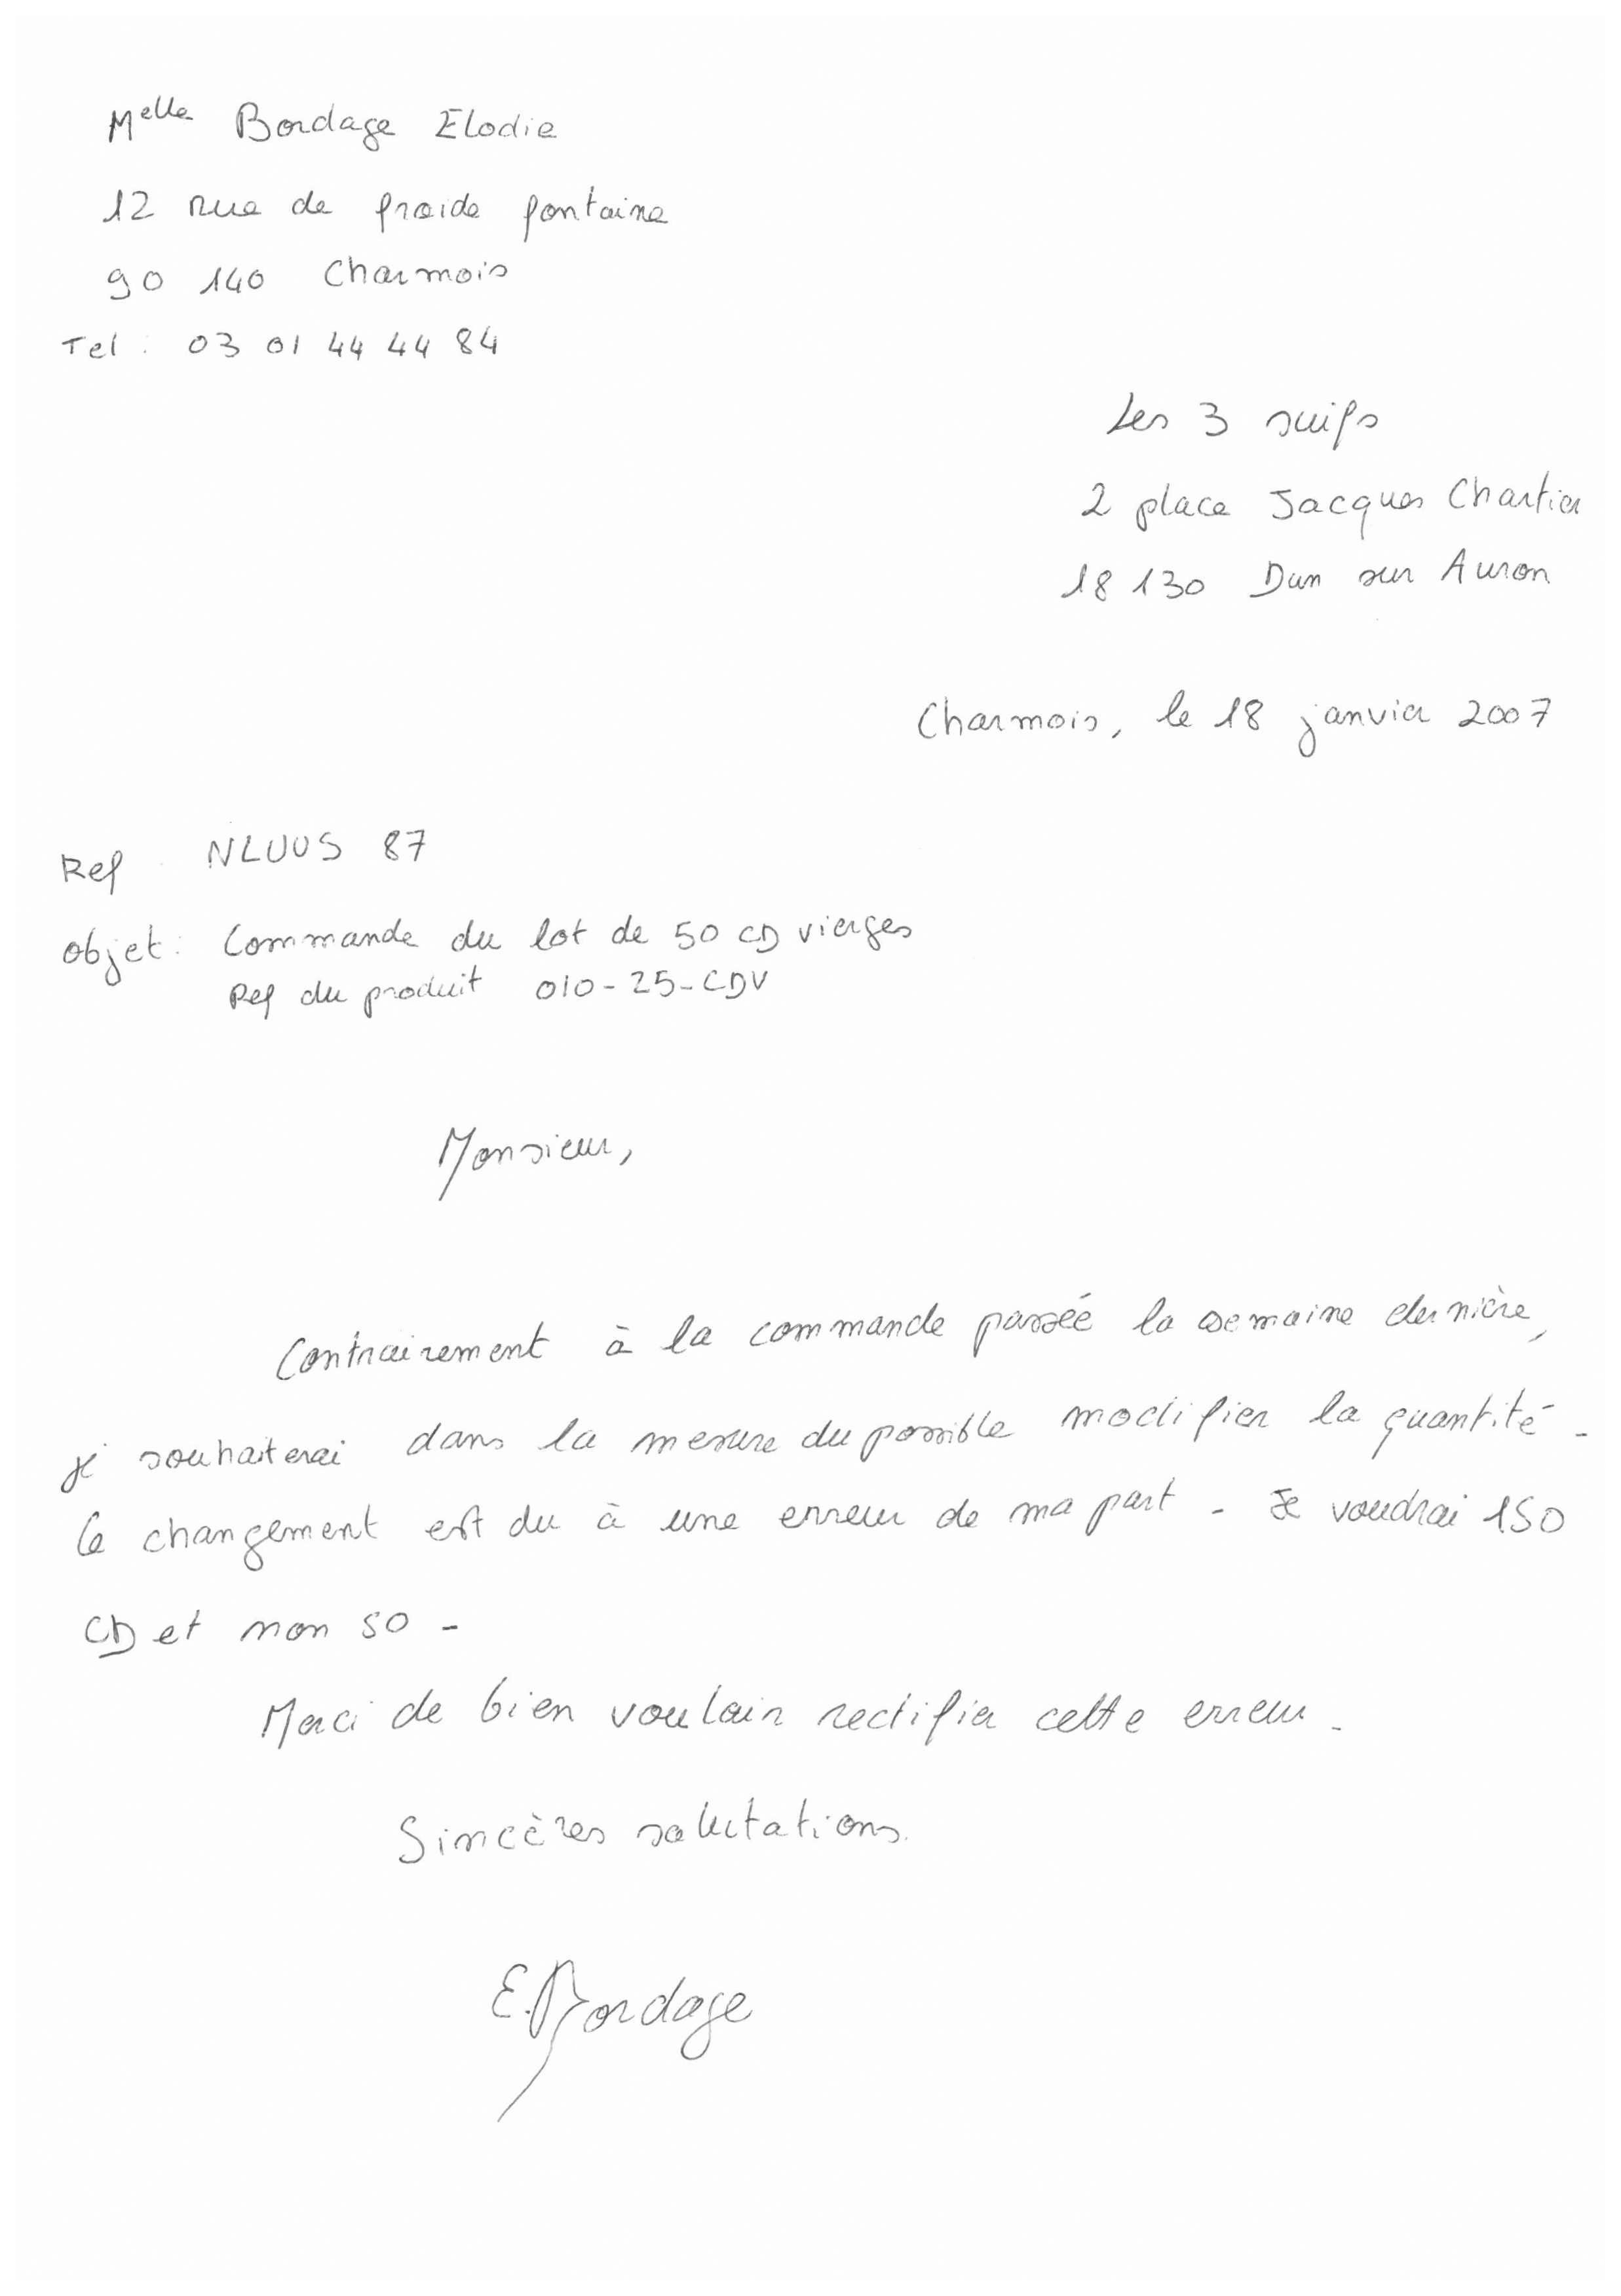 Melle Bordage Elodie
12 rue de froide fontaine
90 140 Charmois
Tel : 03 01 44 44 84
Les 3 suifs
2 place Jacques Chartier
18 130 Dun sur Auron
Charmois, le 18 janvier 2007
Ref : NLUUS 87
objet : Commande du lot de 50 CD vierges
Ref du produit 010-25-CDV
Monsieur,
Contrairement à la commande passée la semaine dernière,
je souhaiterai dans la mesure du possible modifier la quantité.
Ce changement est du à une erreur de ma part. Je voudrai 150
CD et non 50.
Merci de bien vouloir rectifier cette erreur.
Sincères salutations.
E.Bordage